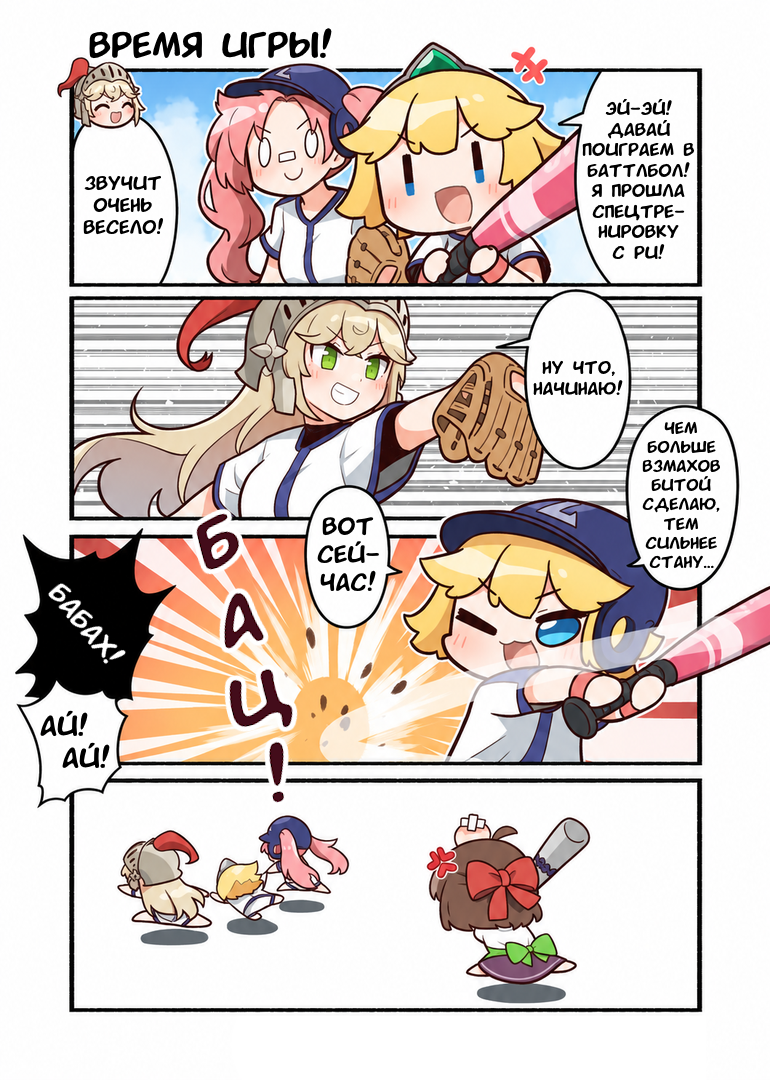 ВРЕМЯ ИГРЫ!
ЭЙ-ЭЙ!
ДАВАЙ
ПОИГРАЕМ В
БАТТЛБОЛ!
Я ПРОШЛА
СПЕЦТРЕ-
НИРОВКУ
С РИ!
ЗВУЧИТ
ОЧЕНЬ
ВЕСЕЛО!
НУ ЧТО,
НАЧИНАЮ!
ЧЕМ
БОЛЬШЕ
ВЗМАХОВ
БИТОЙ
СДЕЛАЮ,
ТЕМ
СИЛЬНЕЕ
СТАНУ...
ВОТ
СЕЙ-
ЧАС!
БАЦ!
БАБАХ!
АЙ!
АЙ!